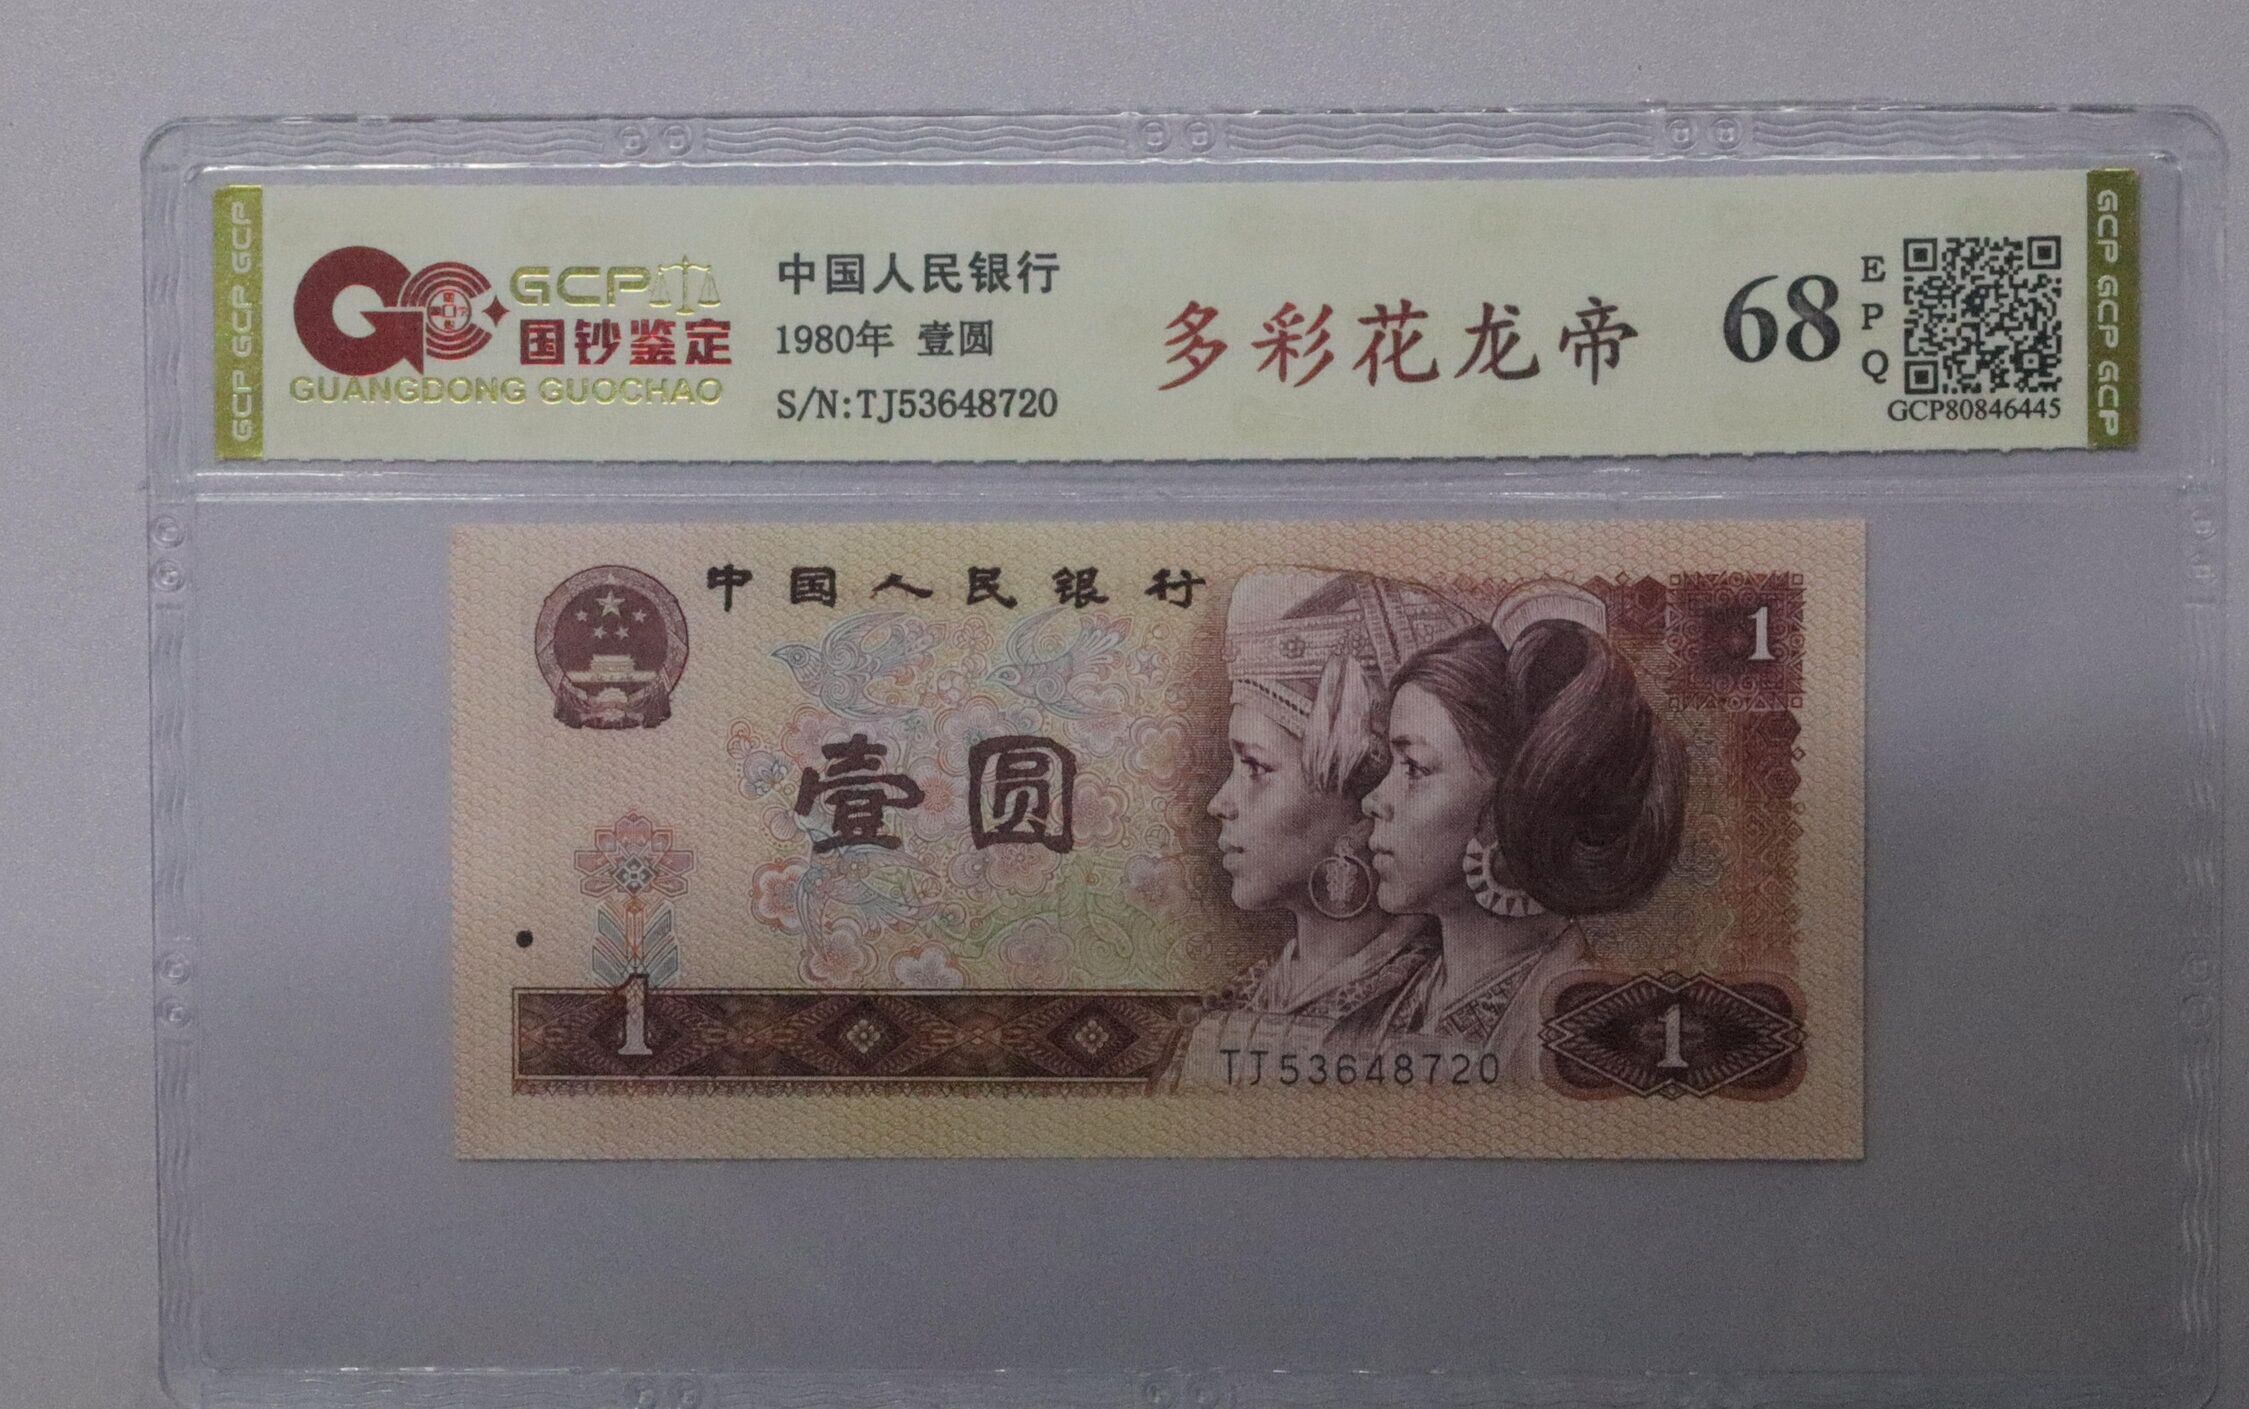 GCP GCP GCP
GCP
国钞鉴定
GUANGDONG GUOCHAO
中国人民银行
1980年 壹圆
S/N:TJ53648720
多彩花龙帝
68
EPQ
GCP80846445
GCP GCP GCP
中国人民银行
1
壹圆
1
TJ53648720
1